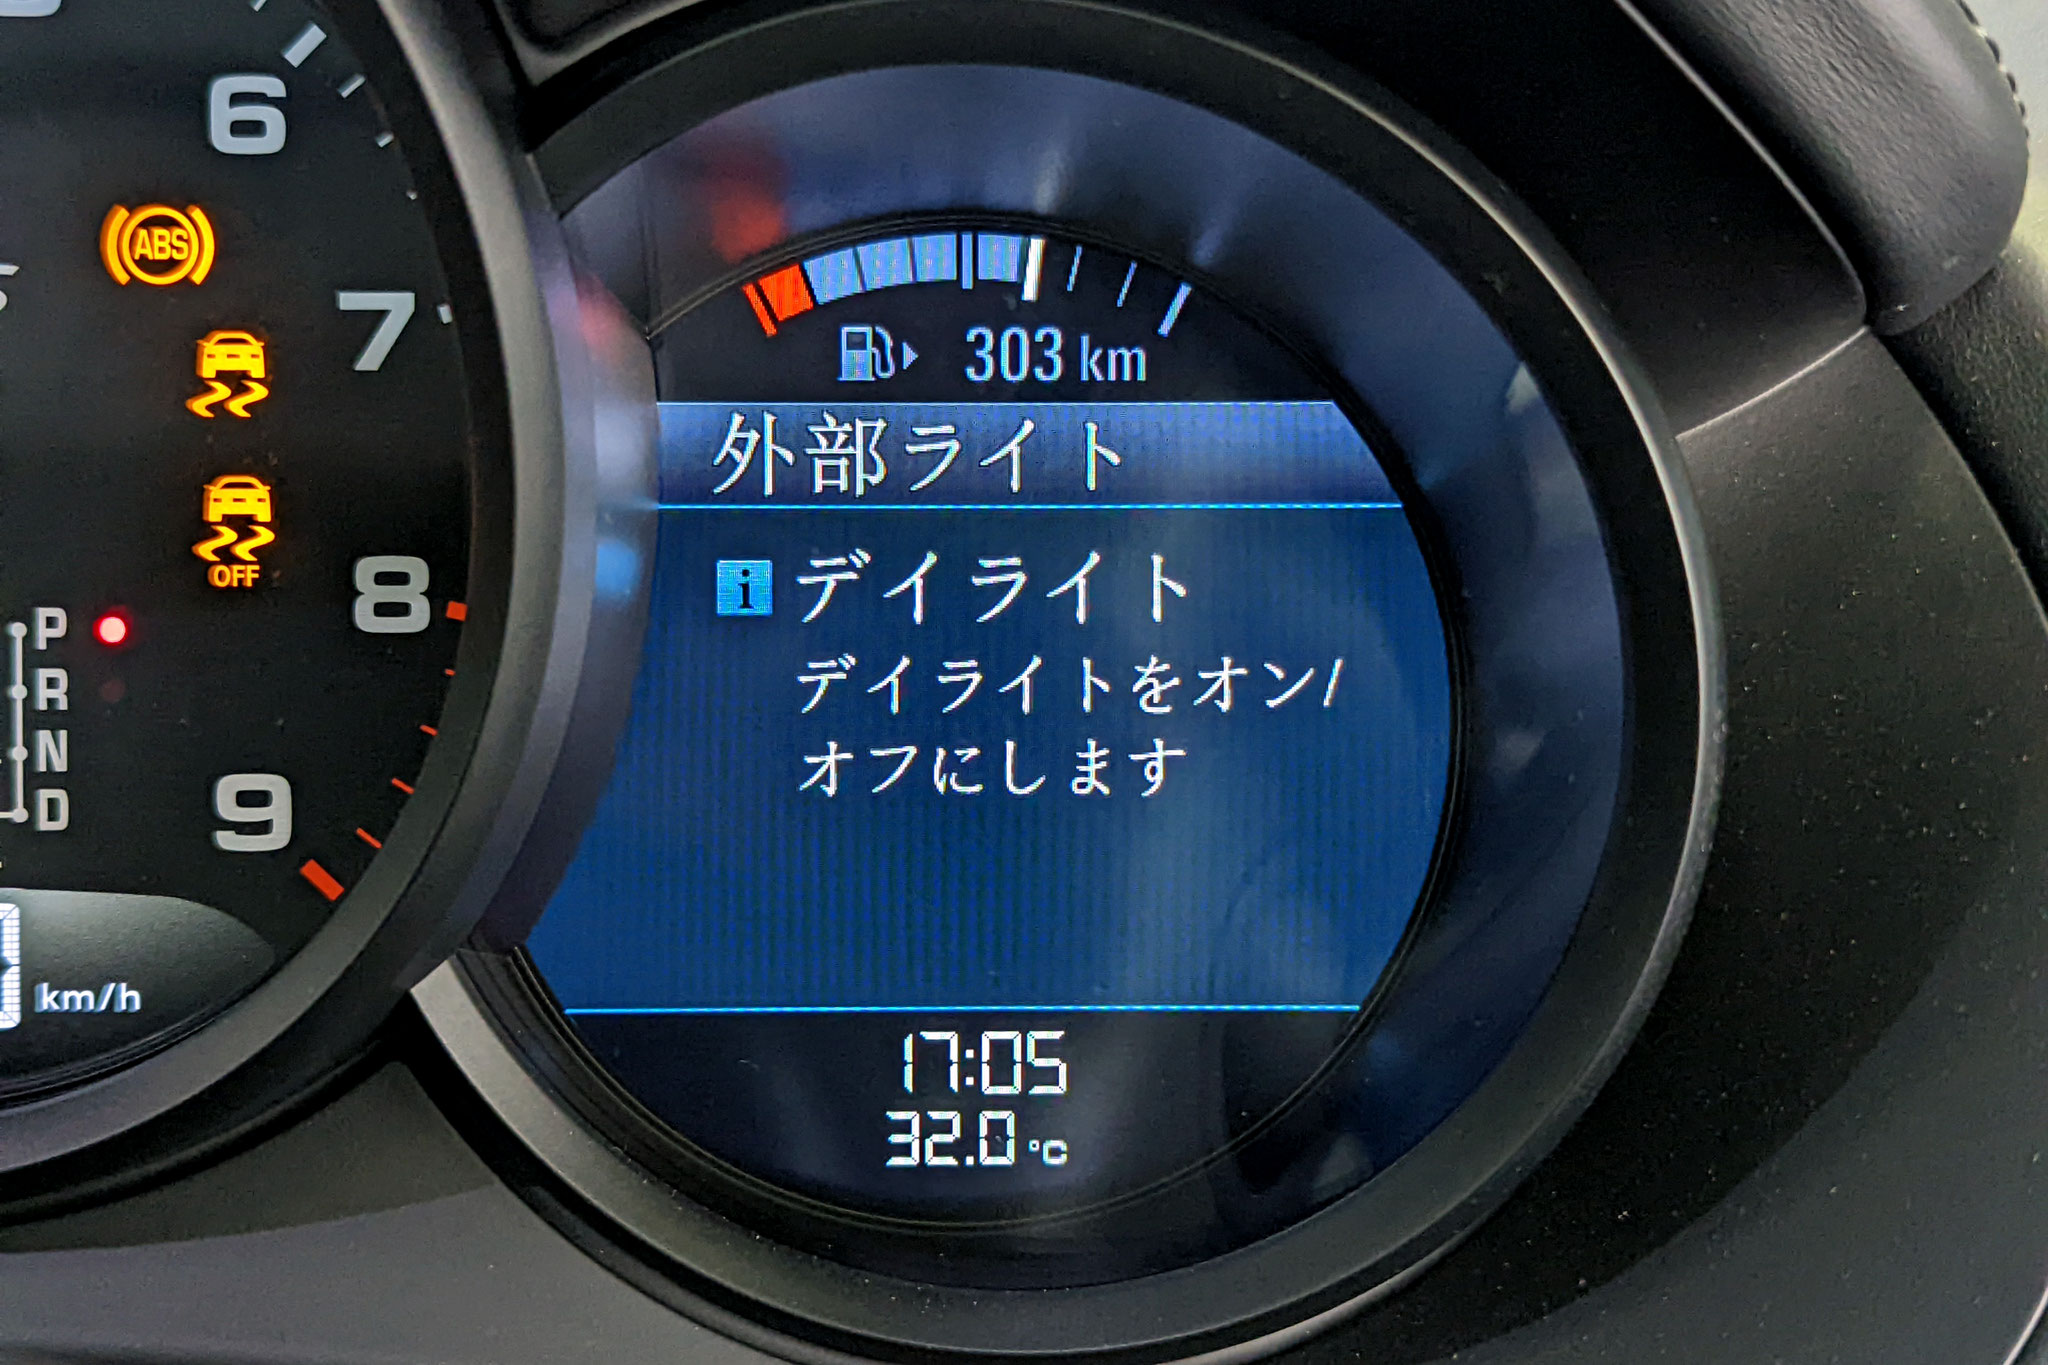 6
ABS
7
OFF
8
P
R
N
D
9
km/h
303 km
外部ライト
i デイライト
デイライトをオン/
オフにします
17:05
32.0 °C